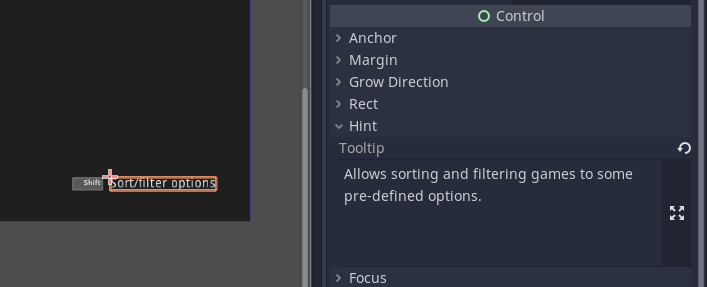 Control
Anchor
Margin
Grow Direction
Rect
Hint
Tooltip
Allows sorting and filtering games to some
pre-defined options.
Focus
Shift
Sort/filter options